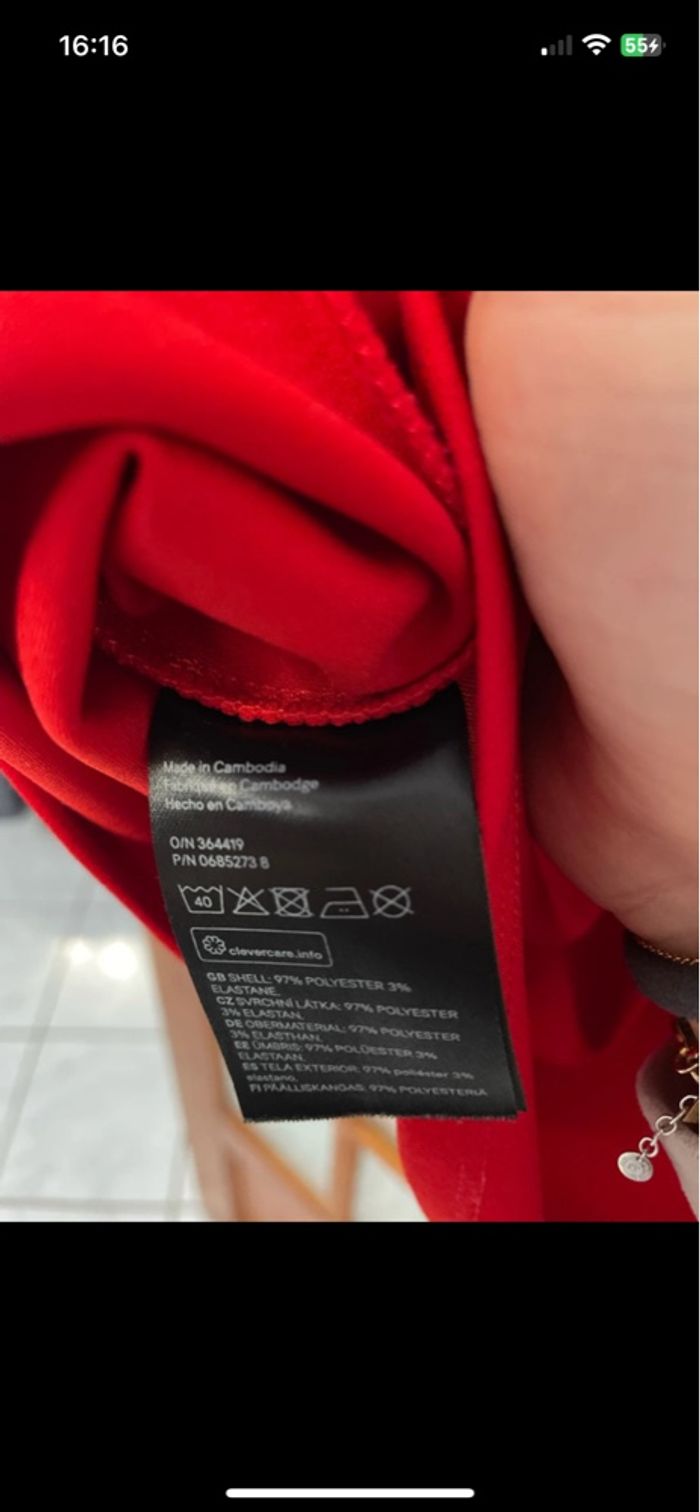 16:16
55
Made in Cambodia
Fabriqué en Cambodge
Hecho en Camboya
O/N 364419
P/N 0685273 8
40
clevercare.info
GB SHELL: 97% POLYESTER 3%
ELASTANE.
CZ SVRCHNÍ LÁTKA: 97% POLYESTER
3% ELASTAN.
DE OBERMATERIAL: 97% POLYESTER
3% ELASTHAN.
EE ÜMBRIS: 97% POLÜESTER 3%
ELASTAAN.
ES TELA EXTERIOR: 97% poliéster 3%
elastano.
FI PÄÄLLISKANGAS: 97% POLYESTERIA